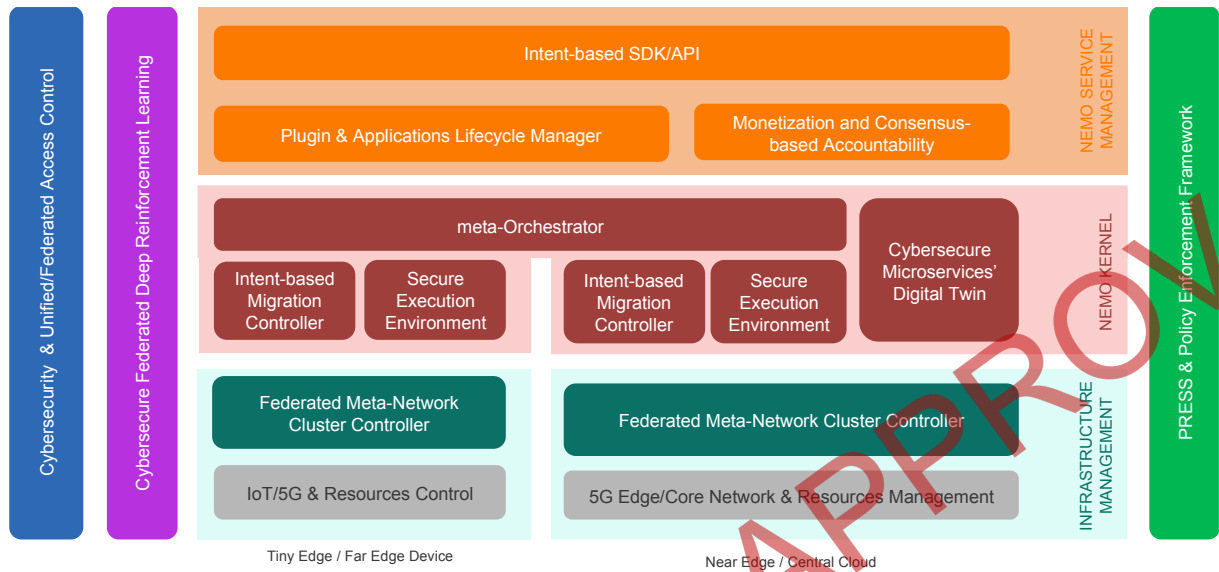 Cybersecurity & Unified/Federated Access Control
Cybersecure Federated Deep Reinforcement Learning
Intent-based SDK/API
Plugin & Applications Lifecycle Manager
Monetization and Consensus-
based Accountability
NEMO SERVICE
MANAGEMENT
meta-Orchestrator
Intent-based
Migration
Controller
Secure
Execution
Environment
Intent-based
Migration
Controller
Secure
Execution
Environment
Cybersecure
Microservices'
Digital Twin
NEMO KERNEL
Federated Meta-Network
Cluster Controller
Federated Meta-Network Cluster Controller
IoT/5G & Resources Control
5G Edge/Core Network & Resources Management
INFRASTRUCTURE
MANAGEMENT
PRESS & Policy Enforcement Framework
Tiny Edge / Far Edge Device
Near Edge / Central Cloud
APPROV